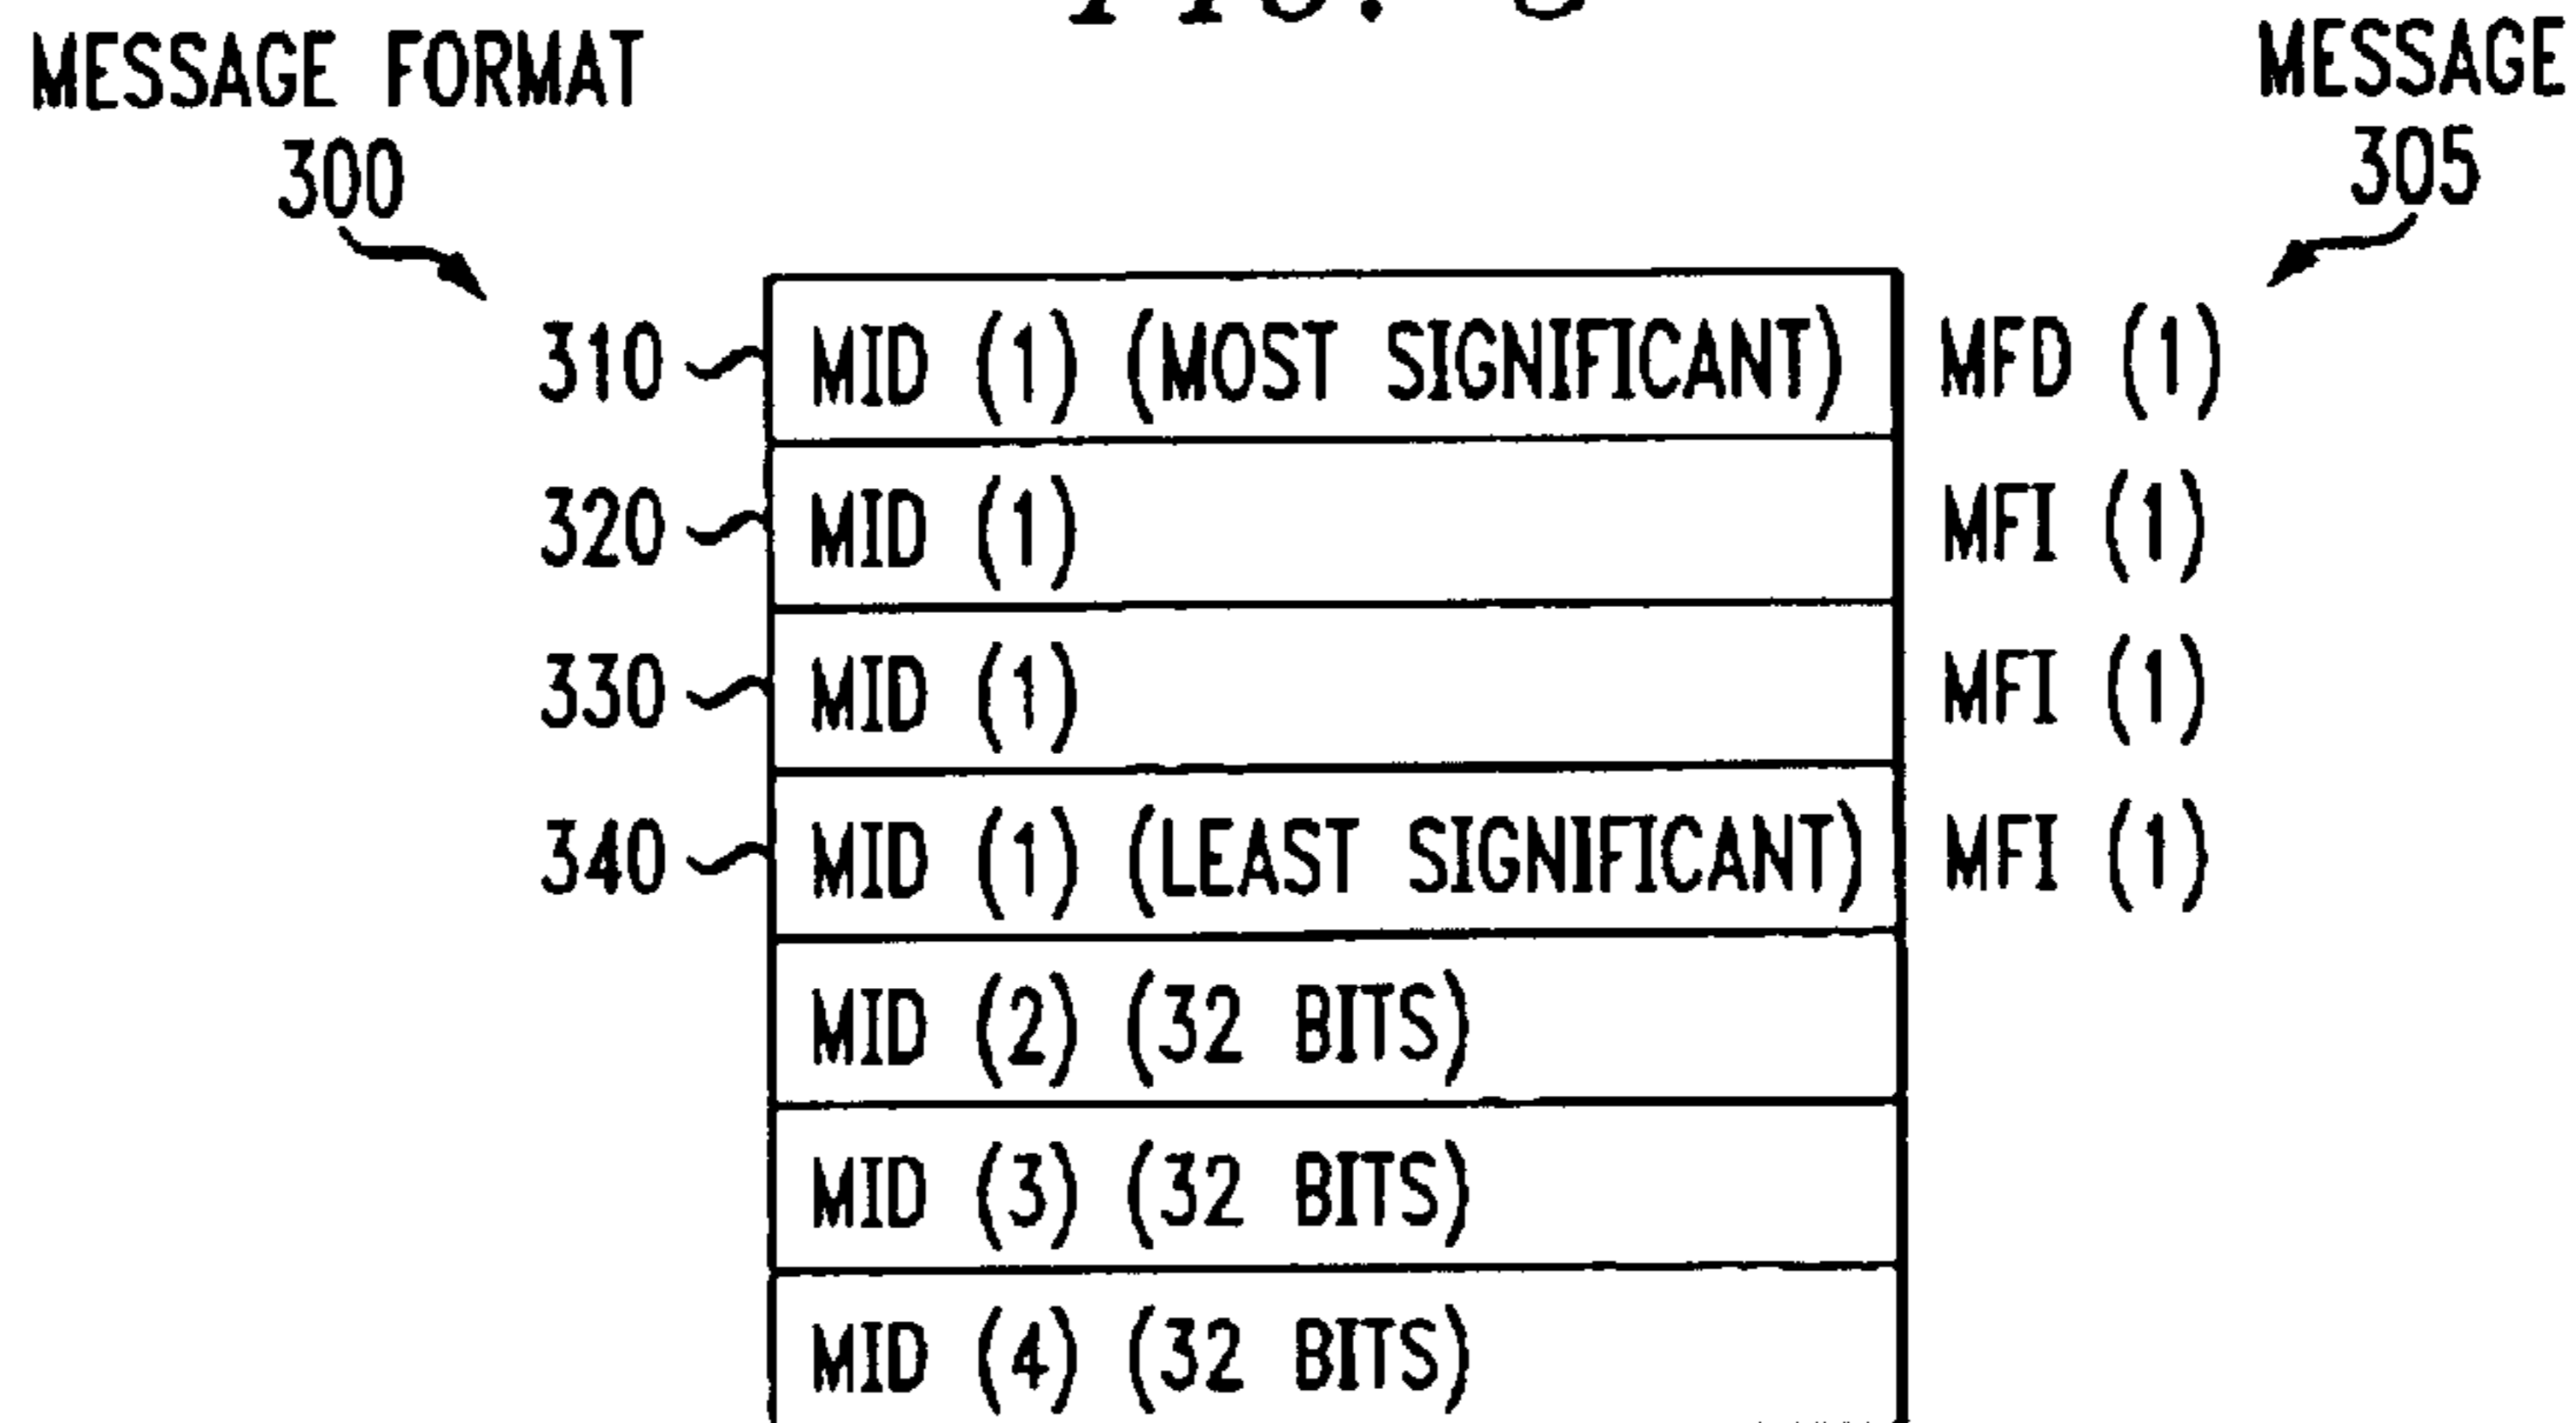 MESSAGE FORMAT
300
MESSAGE
305
310 MID (1) (MOST SIGNIFICANT) MFD (1)
320 MID (1) MFI (1)
330 MID (1) MFI (1)
340 MID (1) (LEAST SIGNIFICANT) MFI (1)
MID (2) (32 BITS)
MID (3) (32 BITS)
MID (4) (32 BITS)